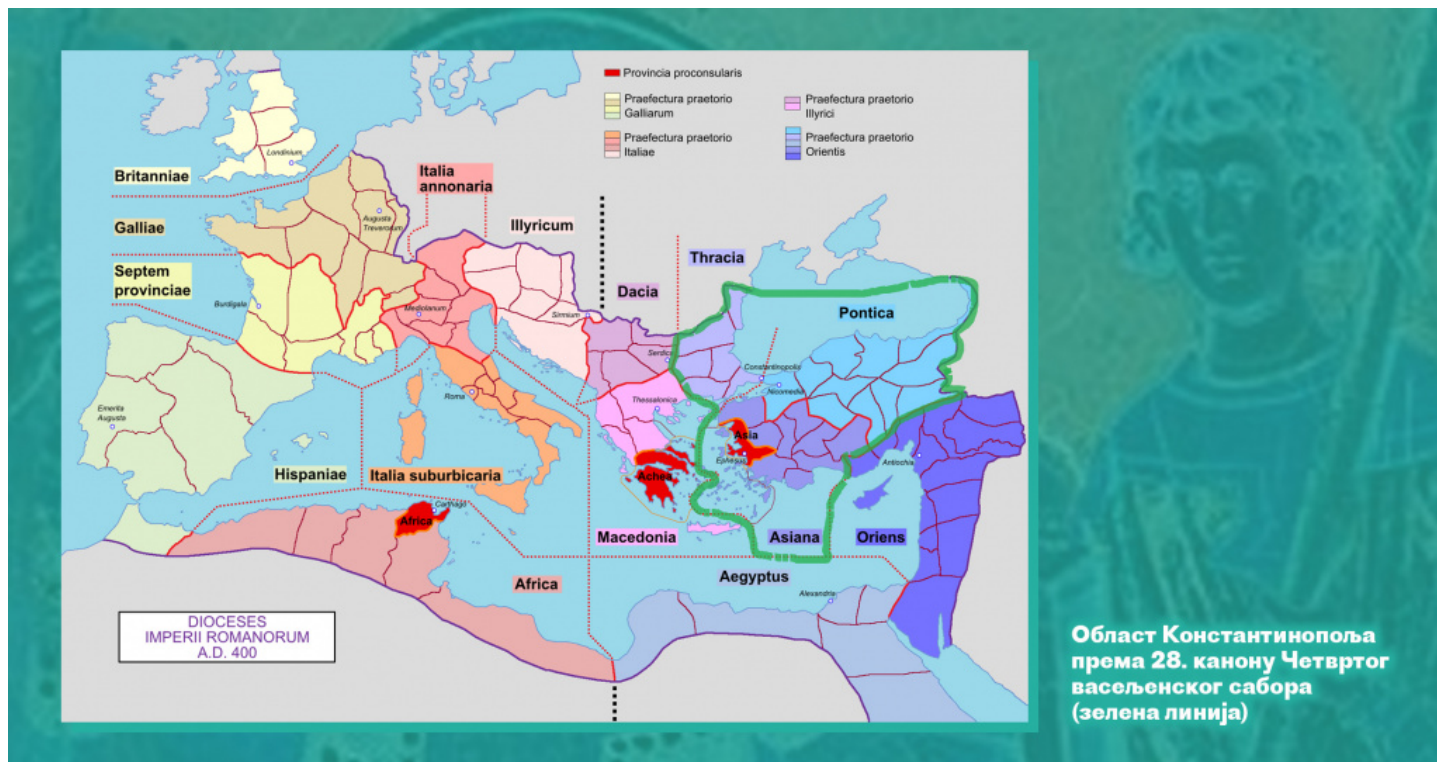 Provincia proconsularis
Praefectura praetorio
Galliarum
Praefectura praetorio
Illyrici
Praefectura praetorio
Italiae
Praefectura praetorio
Orientis
Londinium
Britanniae
Italia
annonaria
Galliae
Augusta
Treverorum
Illyricum
Septem
provinciae
Thracia
Dacia
Burdigala
Mediolanum
Sirmium
Pontica
Serdica
Constantinopolis
Nicomedia
Emerita
Augusta
Roma
Thessalonica
Asia
Ephesus
Antiochia
Hispaniae
Italia suburbicaria
Achea
Carthago
Africa
Macedonia
Asiana
Oriens
Africa
Aegyptus
Alexandria
DIOCESES
IMPERII ROMANORUM
A.D. 400
Област Константинопоља
према 28. канону Четвртог
васељенског сабора
(зелена линија)